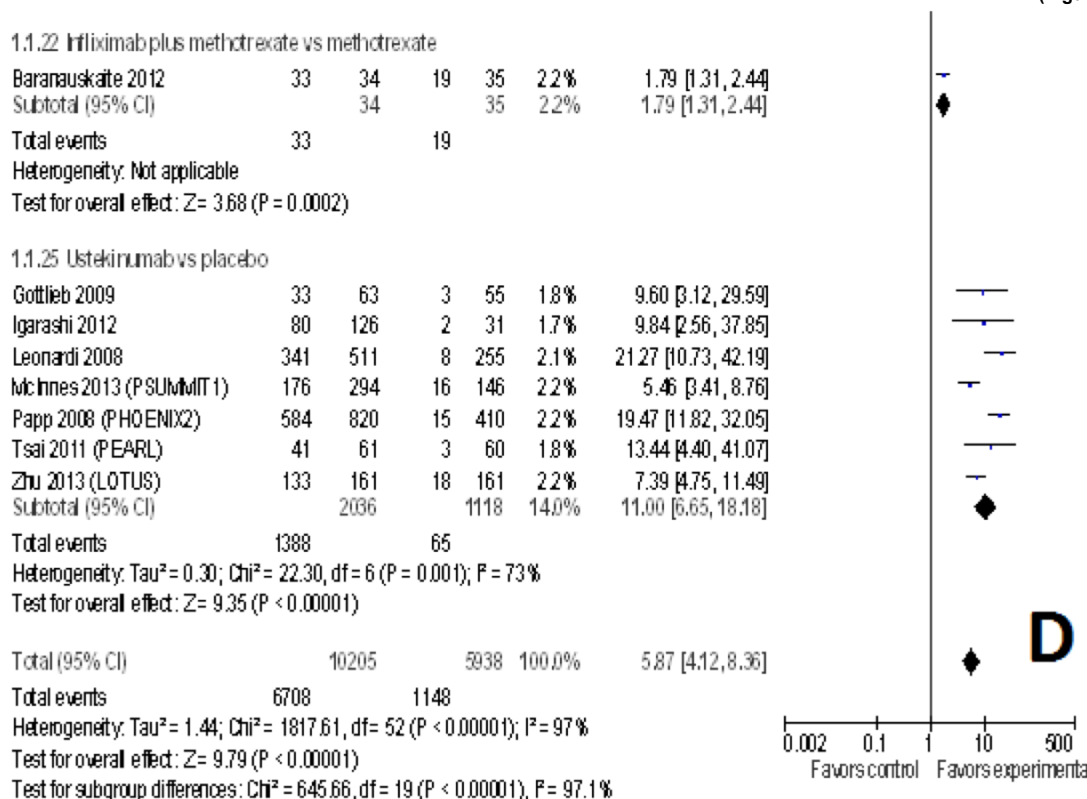 1.1.22 Infliximab plus methotrexate vs methotrexate
Baranauskaite 2012 33 34 19 35 2.2% 1.79 [1.31, 2.44]
Subtotal (95% CI) 34 35 2.2% 1.79 [1.31, 2.44]
Total events 33 19
Heterogeneity: Not applicable
Test for overall effect: Z = 3.68 (P = 0.0002)
1.1.25 Ustekinumab vs placebo
Gottlieb 2009 33 63 3 55 1.8% 9.60 [3.12, 29.59]
Igarashi 2012 80 126 2 31 1.7% 9.84 [2.56, 37.85]
Leonardi 2008 341 511 8 255 2.1% 21.27 [10.73, 42.19]
McInnes 2013 (PSUMMIT1) 176 294 16 146 2.2% 5.46 [3.41, 8.76]
Papp 2008 (PHOENIX2) 584 820 15 410 2.2% 19.47 [11.82, 32.05]
Tsai 2011 (PEARL) 41 61 3 60 1.8% 13.44 [4.40, 41.07]
Zhu 2013 (LOTUS) 133 161 18 161 2.2% 7.39 [4.75, 11.49]
Subtotal (95% CI) 2036 1118 14.0% 11.00 [6.65, 18.18]
Total events 1388 65
Heterogeneity: Tau² = 0.30; Chi² = 22.30, df = 6 (P = 0.001); I² = 73%
Test for overall effect: Z = 9.35 (P < 0.00001)
D
Total (95% CI) 10205 5938 100.0% 5.87 [4.12, 8.36]
Total events 6708 1148
Heterogeneity: Tau² = 1.44; Chi² = 1817.61, df = 52 (P < 0.00001); I² = 97%
Test for overall effect: Z = 9.79 (P < 0.00001)
Test for subgroup differences: Chi² = 645.66, df = 19 (P < 0.00001), I² = 97.1%
0.002 0.1 1 10 500
Favors control Favors experimenta